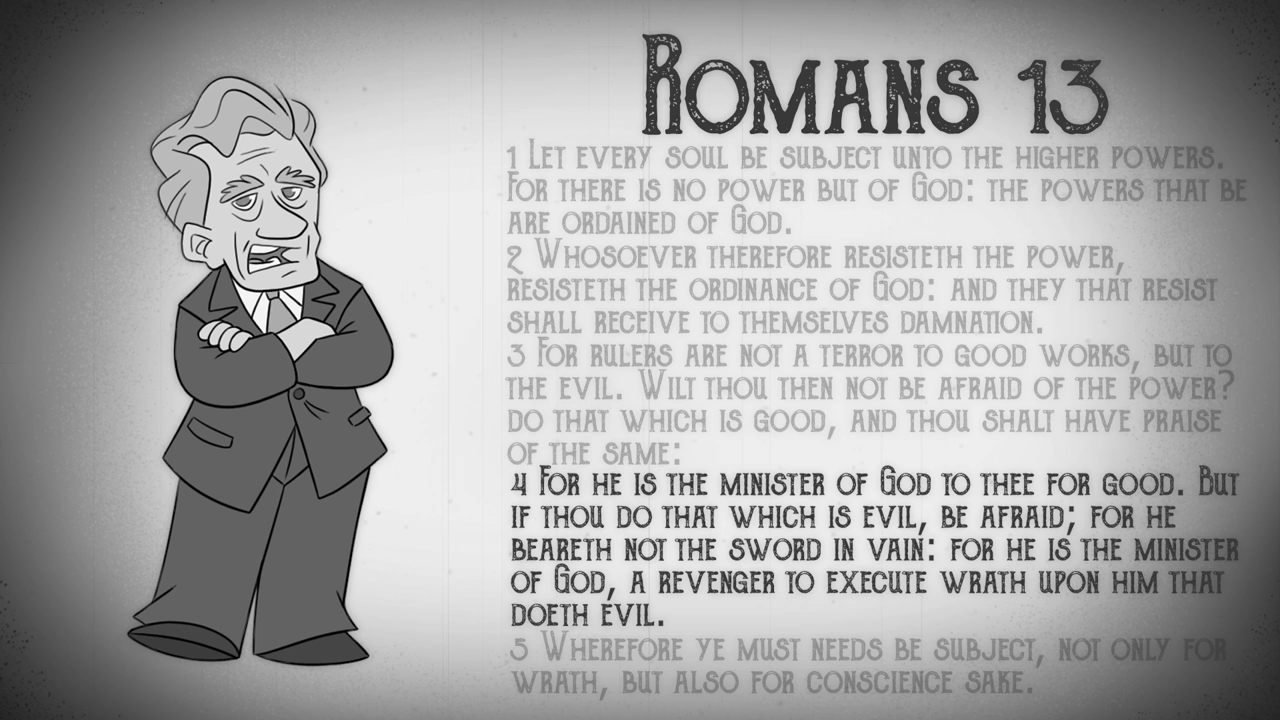 Romans 13
1 Let every soul be subject unto the higher powers.
For there is no power but of God: the powers that be
are ordained of God.
2 Whosoever therefore resisteth the power,
resisteth the ordinance of God: and they that resist
shall receive to themselves damnation.
3 For rulers are not a terror to good works, but to
the evil. Wilt thou then not be afraid of the power?
do that which is good, and thou shalt have praise
of the same:
4 For he is the minister of God to thee for good. But
if thou do that which is evil, be afraid; for he
beareth not the sword in vain: for he is the minister
of God, a revenger to execute wrath upon him that
doeth evil.
5 Wherefore ye must needs be subject, not only for
wrath, but also for conscience sake.